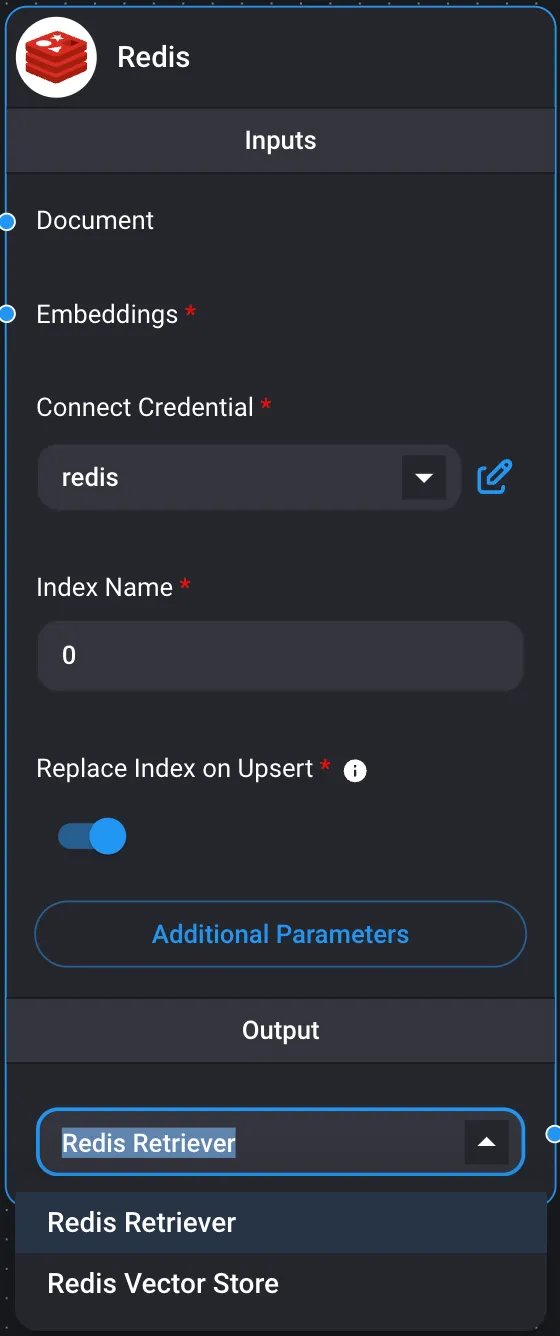 Redis
Inputs
Document
Embeddings *
Connect Credential *
redis
Index Name *
0
Replace Index on Upsert *
Additional Parameters
Output
Redis Retriever
Redis Retriever
Redis Vector Store